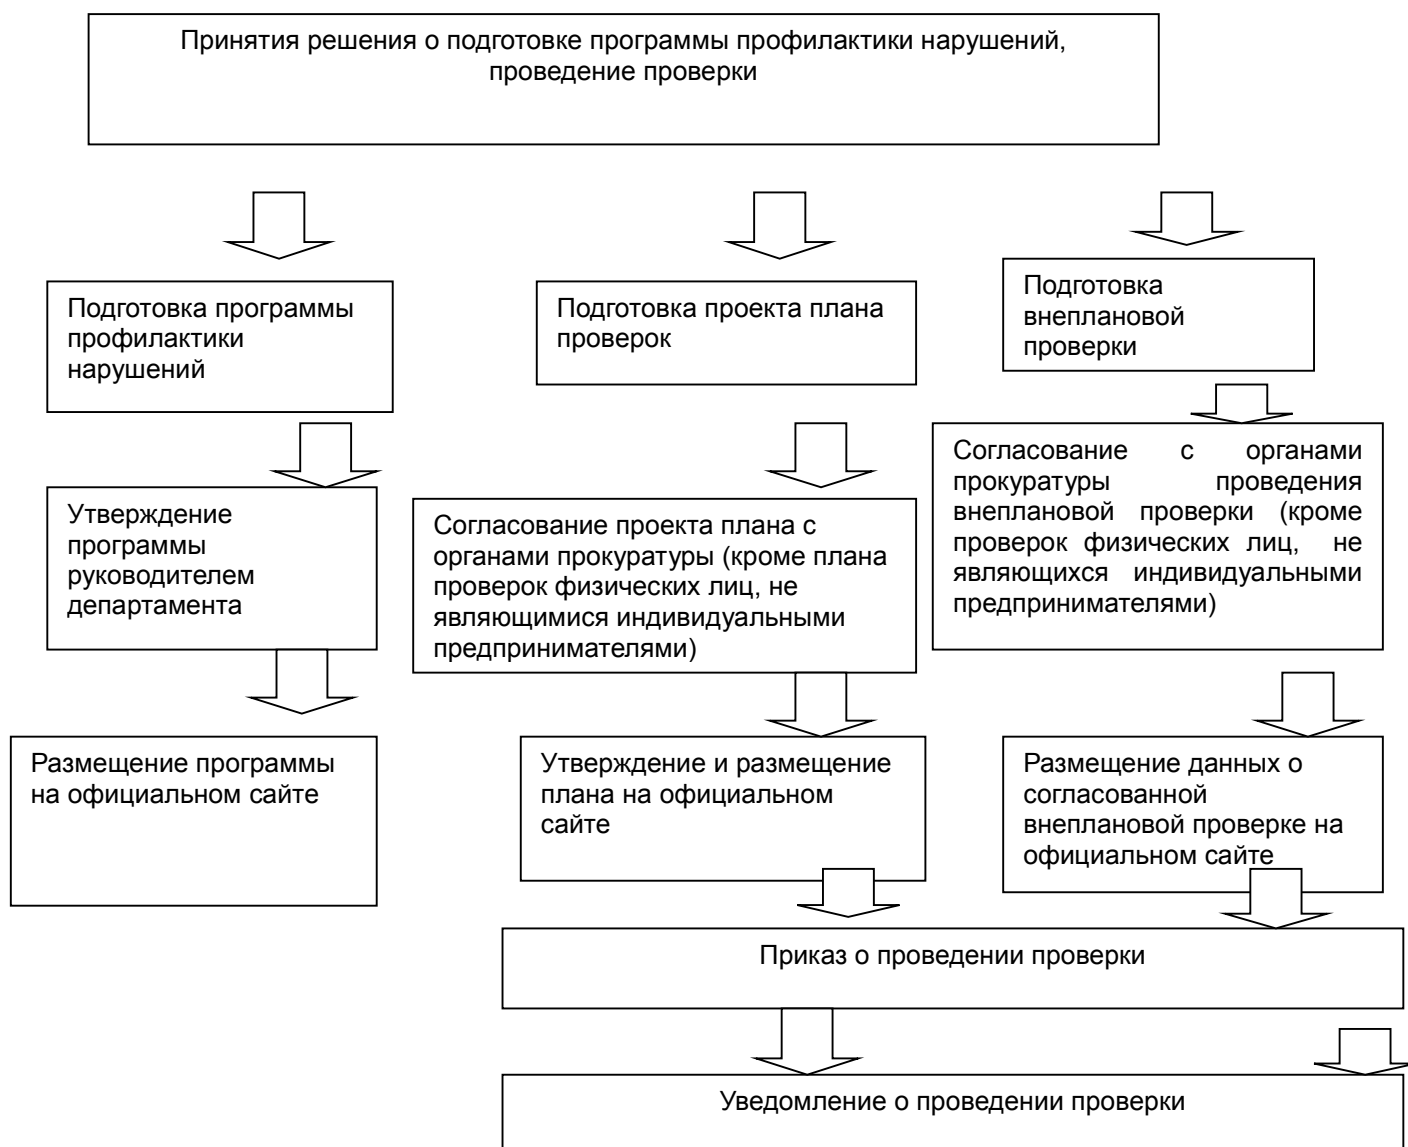 Принятия решения о подготовке программы профилактики нарушений,
проведение проверки
Подготовка программы
профилактики
нарушений
Подготовка проекта плана
проверок
Подготовка
внеплановой
проверки
Утверждение
программы
руководителем
департамента
Согласование проекта плана с
органами прокуратуры (кроме плана
проверок физических лиц, не
являющимися индивидуальными
предпринимателями)
Согласование с органами
прокуратуры проведения
внеплановой проверки (кроме
проверок физических лиц, не
являющихся индивидуальными
предпринимателями)
Размещение программы
на официальном сайте
Утверждение и размещение
плана на официальном
сайте
Размещение данных о
согласованной
внеплановой проверке на
официальном сайте
Приказ о проведении проверки
Уведомление о проведении проверки